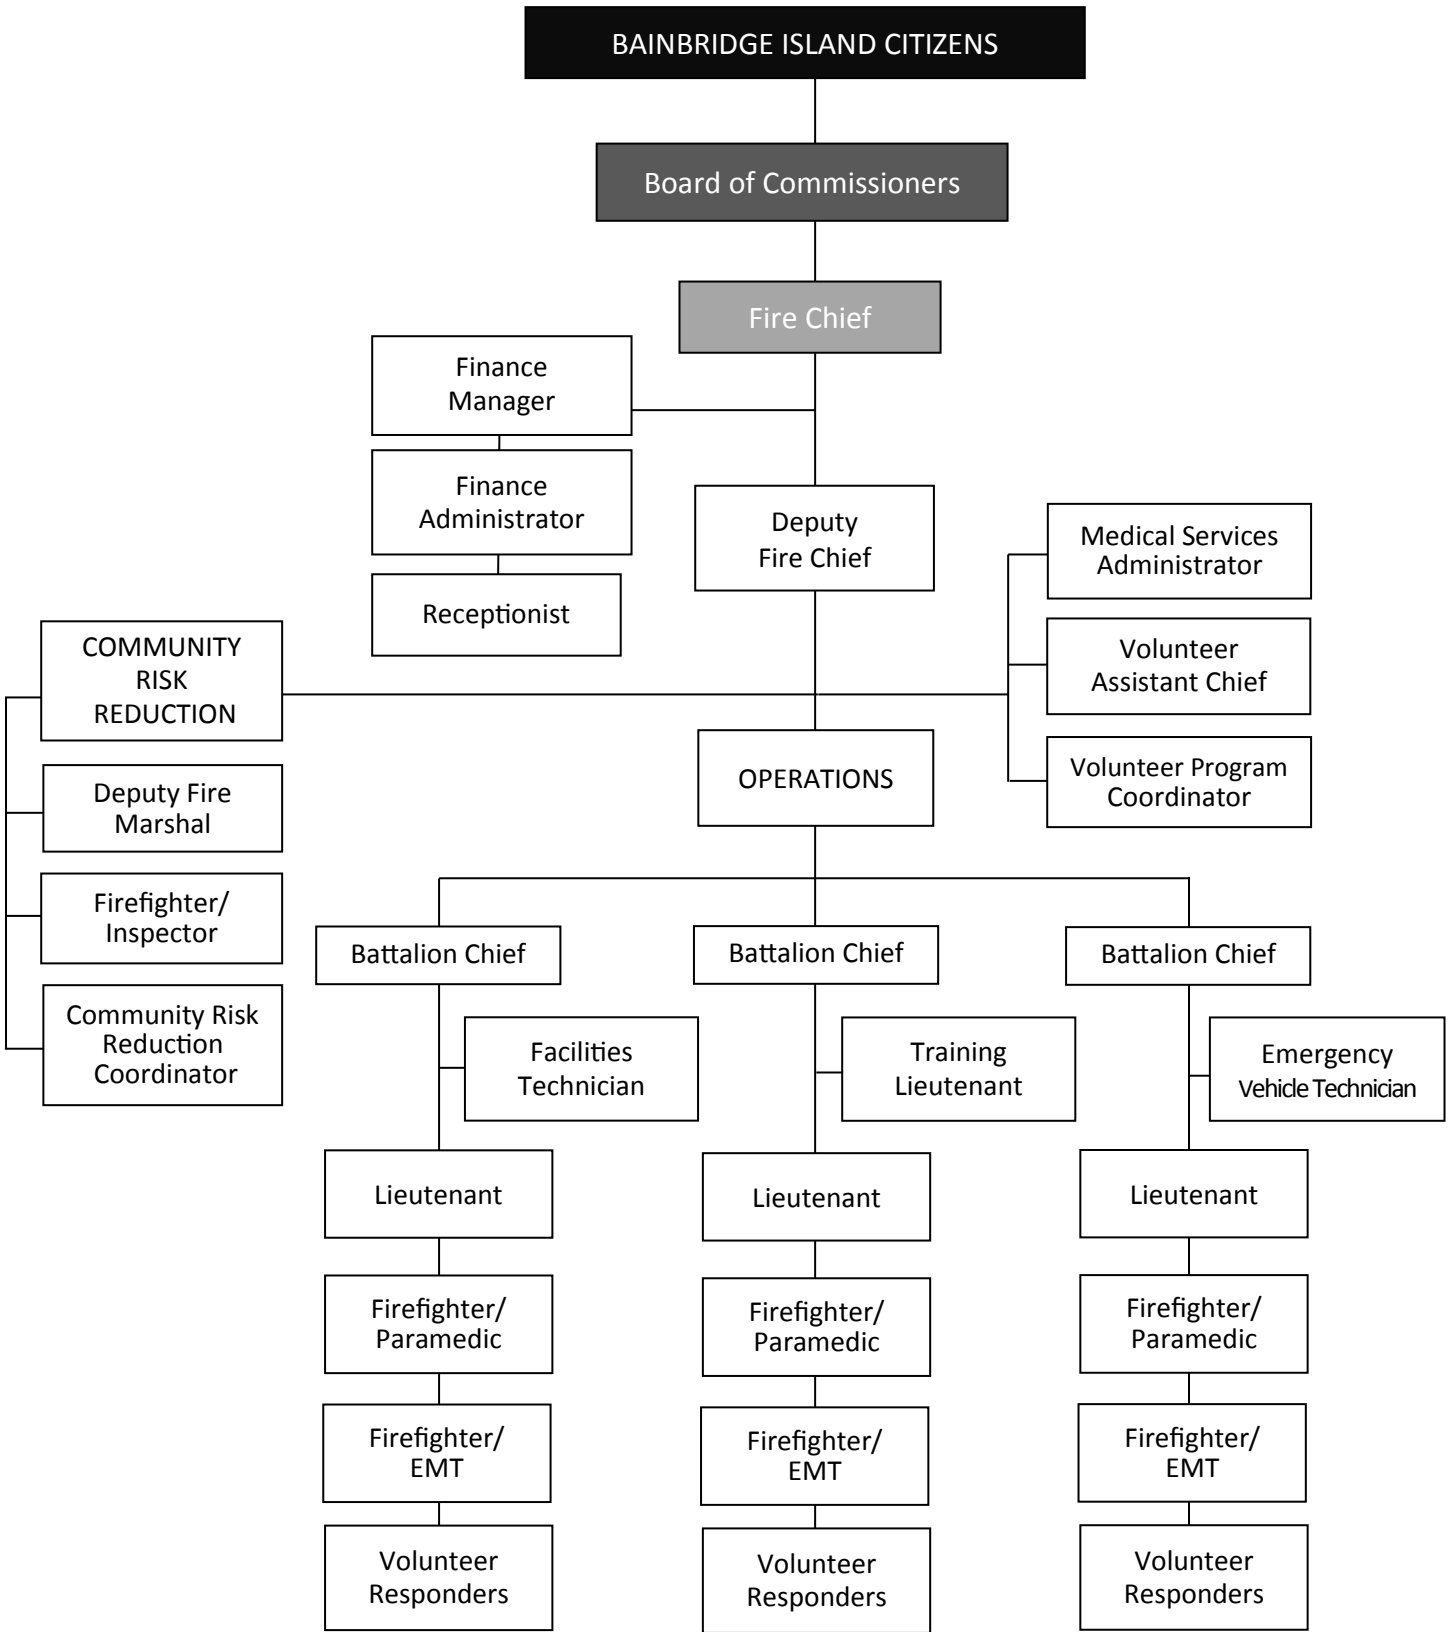 BAINBRIDGE ISLAND CITIZENS
Board of Commissioners
Fire Chief
Finance
Manager
Finance
Administrator
Receptionist
Deputy
Fire Chief
Medical Services
Administrator
Volunteer
Assistant Chief
Volunteer Program
Coordinator
COMMUNITY
RISK
REDUCTION
Deputy Fire
Marshal
Firefighter/
Inspector
Community Risk
Reduction
Coordinator
OPERATIONS
Battalion Chief
Facilities
Technician
Lieutenant
Firefighter/
Paramedic
Firefighter/
EMT
Volunteer
Responders
Battalion Chief
Training
Lieutenant
Lieutenant
Firefighter/
Paramedic
Firefighter/
EMT
Volunteer
Responders
Battalion Chief
Emergency
Vehicle Technician
Lieutenant
Firefighter/
Paramedic
Firefighter/
EMT
Volunteer
Responders